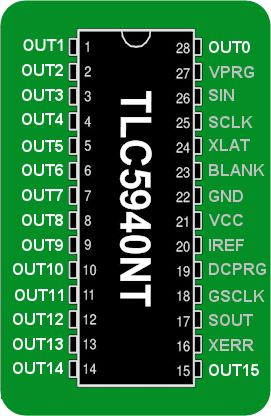 OUT1 1 28 OUT0
OUT2 2 27 VPRG
OUT3 3 26 SIN
OUT4 4 25 SCLK
OUT5 5 24 XLAT
OUT6 6 23 BLANK
OUT7 7 22 GND
OUT8 8 21 VCC
OUT9 9 20 IREF
OUT10 10 19 DCPRG
OUT11 11 18 GSCLK
OUT12 12 17 SOUT
OUT13 13 16 XERR
OUT14 14 15 OUT15
TLC5940NT